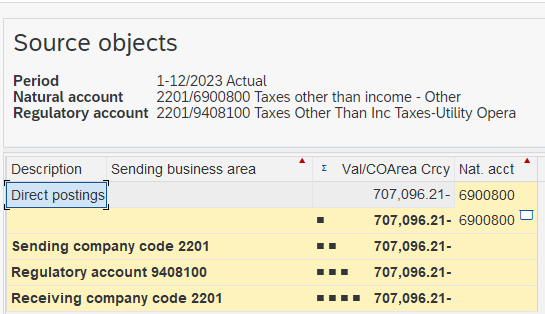 Source objects
Period 1-12/2023 Actual
Natural account 2201/6900800 Taxes other than income - Other
Regulatory account 2201/9408100 Taxes Other Than Inc Taxes-Utility Opera
Description Sending business area Σ Val/COArea Crcy Nat. acct
Direct postings 707,096.21- 6900800
■ 707,096.21- 6900800
Sending company code 2201 ■ ■ 707,096.21-
Regulatory account 9408100 ■ ■ ■ 707,096.21-
Receiving company code 2201 ■ ■ ■ ■ 707,096.21-